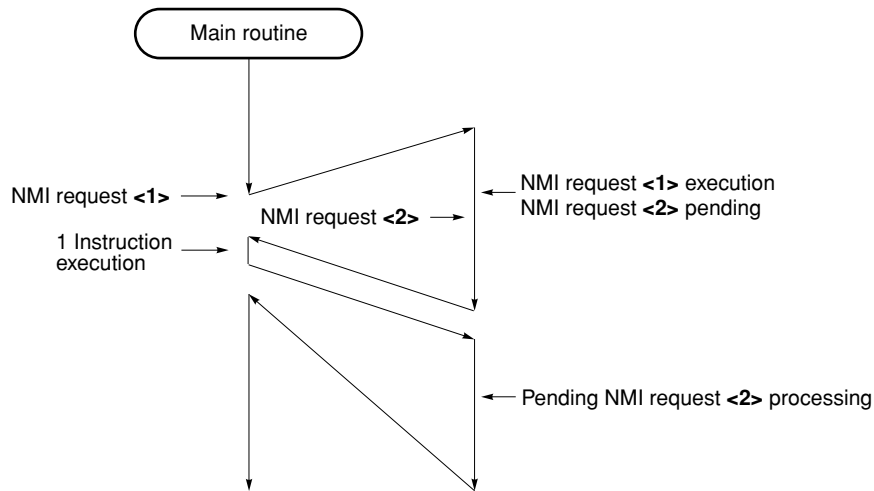 Main routine
NMI request <1>
NMI request <1> execution
NMI request <2> pending
NMI request <2>
1 Instruction
execution
Pending NMI request <2> processing